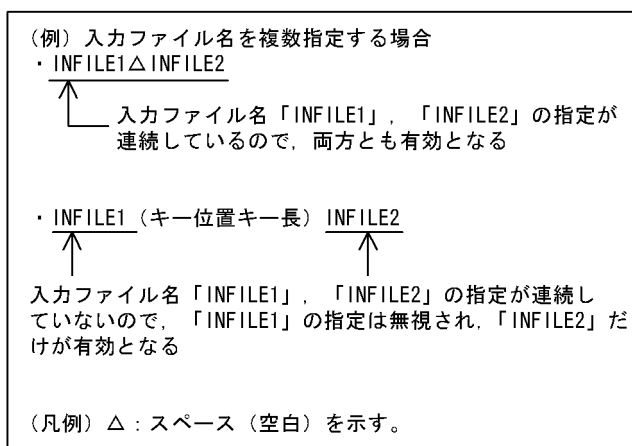 (例) 入力ファイル名を複数指定する場合
・INFILE1△INFILE2
入力ファイル名「INFILE1」,「INFILE2」の指定が
連続しているので, 両方とも有効となる
・INFILE1 (キー位置キー長) INFILE2
入力ファイル名「INFILE1」,「INFILE2」の指定が連続し
ていないので,「INFILE1」の指定は無視され,「INFILE2」だ
けが有効となる
(凡例) △:スペース(空白)を示す。